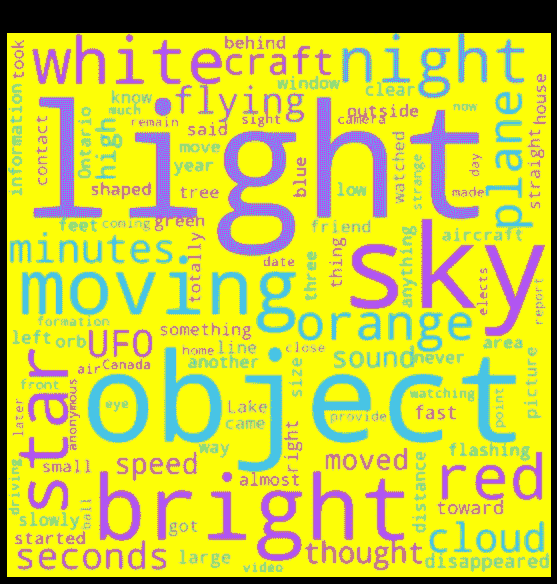 took
white
behind
craft
night
window
information
contact
know
much
flying
clear
now
remain
sight
camera
outside
plane
straight
house
Ontario
high
said
light
move
year
shaped
tree
blue
low
watched
strange
day
made
feet
coming
green
friend
aircraft
minutes
totally
date
three
thing
sky
anything
elects
report
moving
formation
left
orb
UFO
something
orange
area
home
line
close
another
sound
never
air
Canada
star
front
anonymous
object
size
eye
Lake
came
provide
watching
fast
point
picture
later
way
right
small
speed
moved
distance
flashing
almost
red
toward
driving
slowly
ball
bright
got
started
seconds
large
video
thought
cloud
disappeared